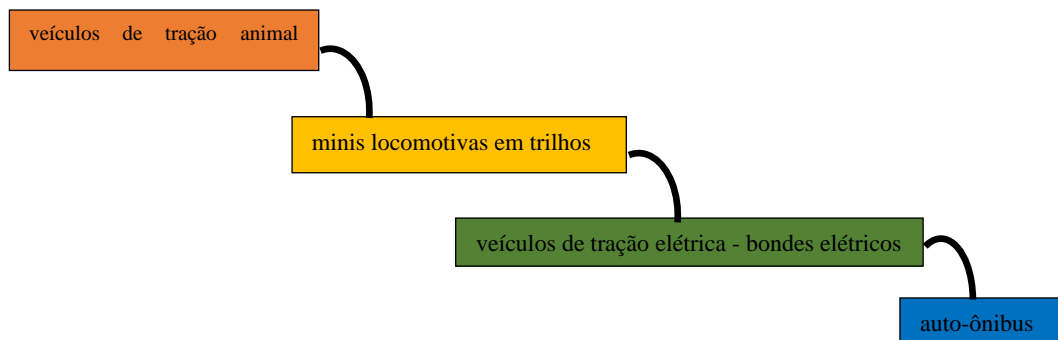 veículos de tração animal
minis locomotivas em trilhos
veículos de tração elétrica - bondes elétricos
auto-ônibus